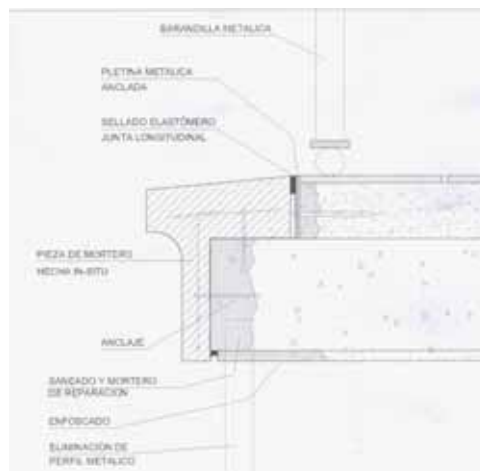 BARANDILLA METALICA
PLETINA METALICA
ANCLADA
SELLADO ELASTÓMERO
JUNTA LONGITUDINAL
PIEZA DE MORTERO
HECHA IN-SITU
ANCLAJE
SANEADO Y MORTERO
DE REPARACION
ENFOSCADO
ELIMINACIÓN DE
PERFIL METALICO